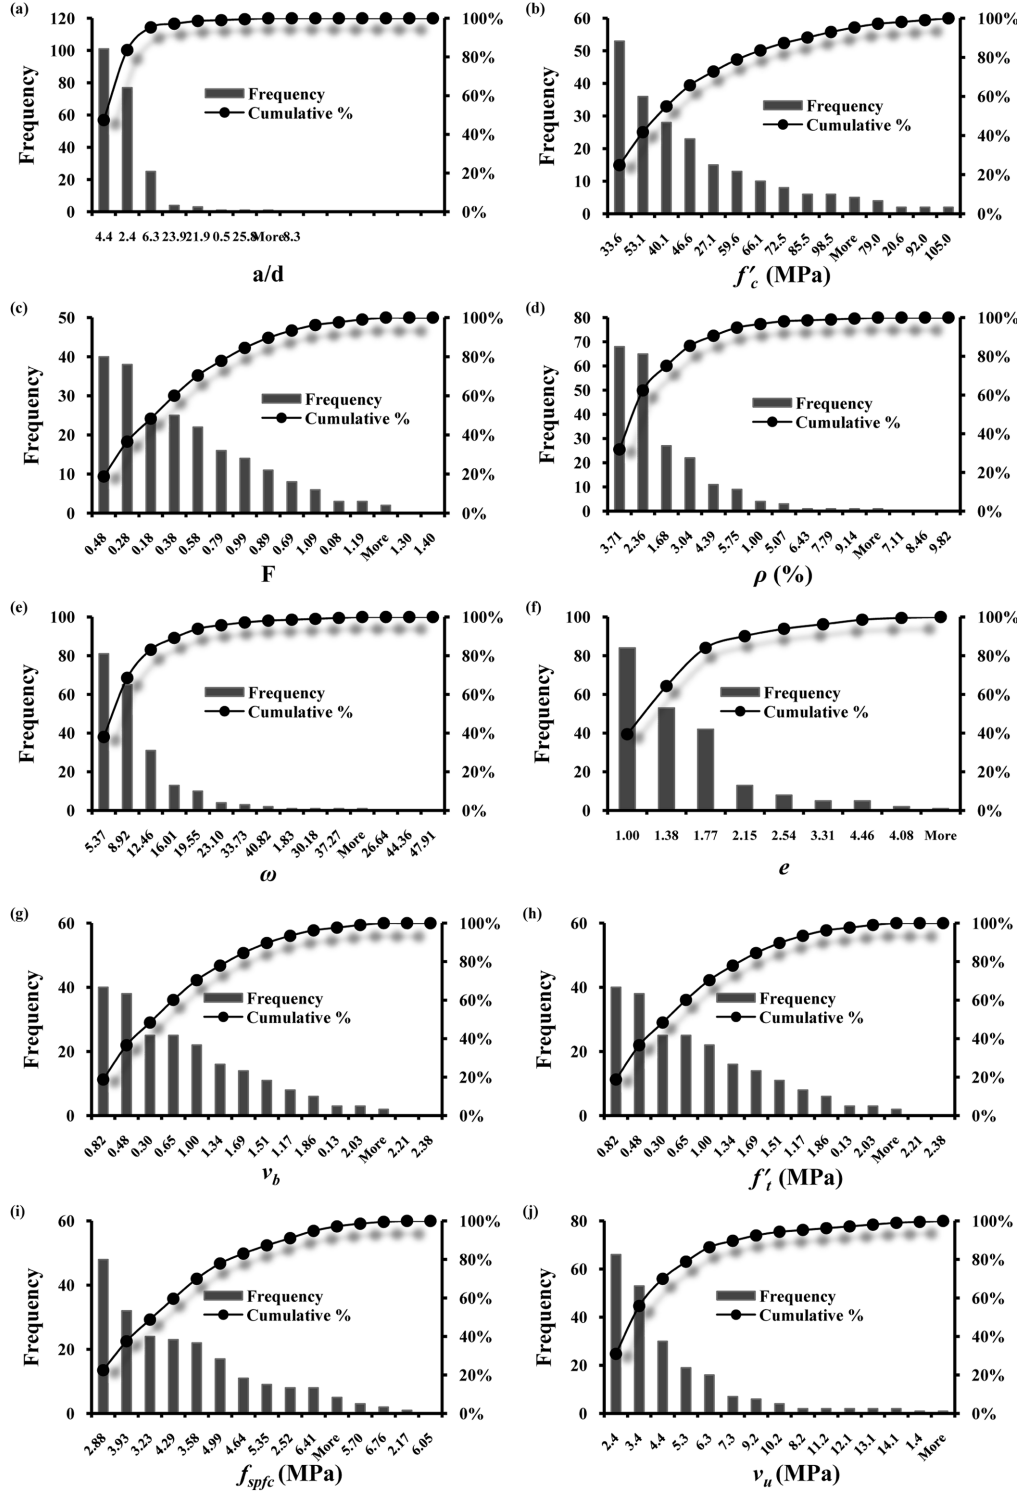 (a)
120
100
80
60
40
20
0
100%
80%
60%
40%
20%
0%
Frequency
Frequency
Cumulative %
4.4 2.4 6.3 23.9 21.9 0.5 25.8 More 8.3
a/d
(b)
60
50
40
30
20
10
0
100%
80%
60%
40%
20%
0%
Frequency
Frequency
Cumulative %
33.6 53.1 40.1 46.6 27.1 59.6 66.1 72.5 85.5 98.5 More 79.0 20.6 92.0 105.0
f′c (MPa)
(c)
50
40
30
20
10
0
100%
80%
60%
40%
20%
0%
Frequency
Frequency
Cumulative %
0.48 0.28 0.18 0.38 0.58 0.79 0.99 0.89 0.69 1.09 0.08 1.19 More 1.30 1.40
F
(d)
80
70
60
50
40
30
20
10
0
100%
80%
60%
40%
20%
0%
Frequency
Frequency
Cumulative %
3.71 2.36 1.68 3.04 4.39 5.75 1.00 5.07 6.43 7.79 9.14 More 7.11 8.46 9.82
ρ (%)
(e)
100
80
60
40
20
0
100%
80%
60%
40%
20%
0%
Frequency
Frequency
Cumulative %
5.37 8.92 12.46 16.01 19.55 23.10 33.73 40.82 1.83 30.18 37.27 More 26.64 44.36 47.91
ω
(f)
100
80
60
40
20
0
100%
80%
60%
40%
20%
0%
Frequency
Frequency
Cumulative %
1.00 1.38 1.77 2.15 2.54 3.31 4.46 4.08 More
e
(g)
60
40
20
0
100%
80%
60%
40%
20%
0%
Frequency
Frequency
Cumulative %
0.82 0.48 0.30 0.65 1.00 1.34 1.69 1.51 1.17 1.86 0.13 2.03 More 2.21 2.38
vb
(h)
60
40
20
0
100%
80%
60%
40%
20%
0%
Frequency
Frequency
Cumulative %
0.82 0.48 0.30 0.65 1.00 1.34 1.69 1.51 1.17 1.86 0.13 2.03 More 2.21 2.38
f′t (MPa)
(i)
60
40
20
0
100%
80%
60%
40%
20%
0%
Frequency
Frequency
Cumulative %
2.88 3.93 3.23 4.29 3.58 4.99 4.64 5.35 2.52 6.41 More 5.70 6.76 2.17 6.05
fspfc (MPa)
(j)
80
60
40
20
0
100%
80%
60%
40%
20%
0%
Frequency
Frequency
Cumulative %
2.4 3.4 4.4 5.3 6.3 7.3 9.2 10.2 8.2 11.2 12.1 13.1 14.1 1.4 More
vu (MPa)